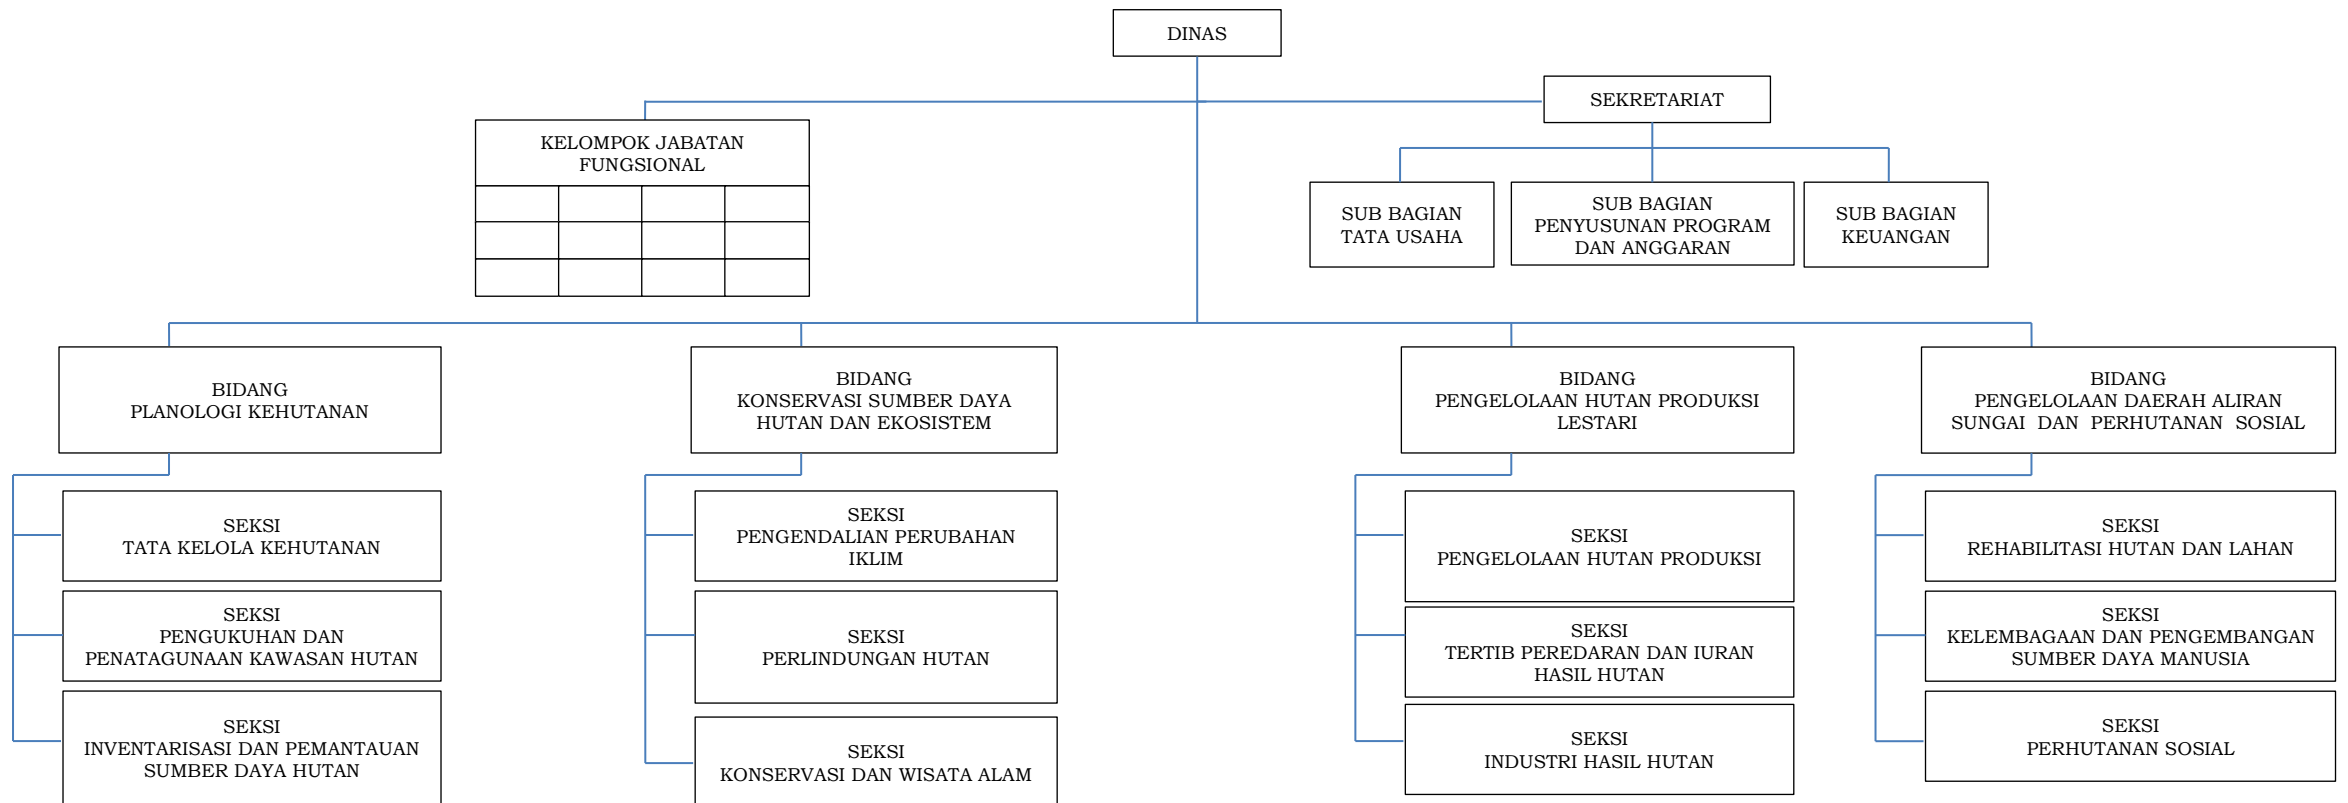 DINAS
SEKRETARIAT
KELOMPOK JABATAN
FUNGSIONAL
SUB BAGIAN
TATA USAHA
SUB BAGIAN
PENYUSUNAN PROGRAM
DAN ANGGARAN
SUB BAGIAN
KEUANGAN
BIDANG
PLANOLOGI KEHUTANAN
BIDANG
KONSERVASI SUMBER DAYA
HUTAN DAN EKOSISTEM
BIDANG
PENGELOLAAN HUTAN PRODUKSI
LESTARI
BIDANG
PENGELOLAAN DAERAH ALIRAN
SUNGAI DAN PERHUTANAN SOSIAL
SEKSI
TATA KELOLA KEHUTANAN
SEKSI
PENGUKUHAN DAN
PENATAGUNAAN KAWASAN HUTAN
SEKSI
INVENTARISASI DAN PEMANTAUAN
SUMBER DAYA HUTAN
SEKSI
PENGENDALIAN PERUBAHAN
IKLIM
SEKSI
PERLINDUNGAN HUTAN
SEKSI
KONSERVASI DAN WISATA ALAM
SEKSI
PENGELOLAAN HUTAN PRODUKSI
SEKSI
TERTIB PEREDARAN DAN IURAN
HASIL HUTAN
SEKSI
INDUSTRI HASIL HUTAN
SEKSI
REHABILITASI HUTAN DAN LAHAN
SEKSI
KELEMBAGAAN DAN PENGEMBANGAN
SUMBER DAYA MANUSIA
SEKSI
PERHUTANAN SOSIAL